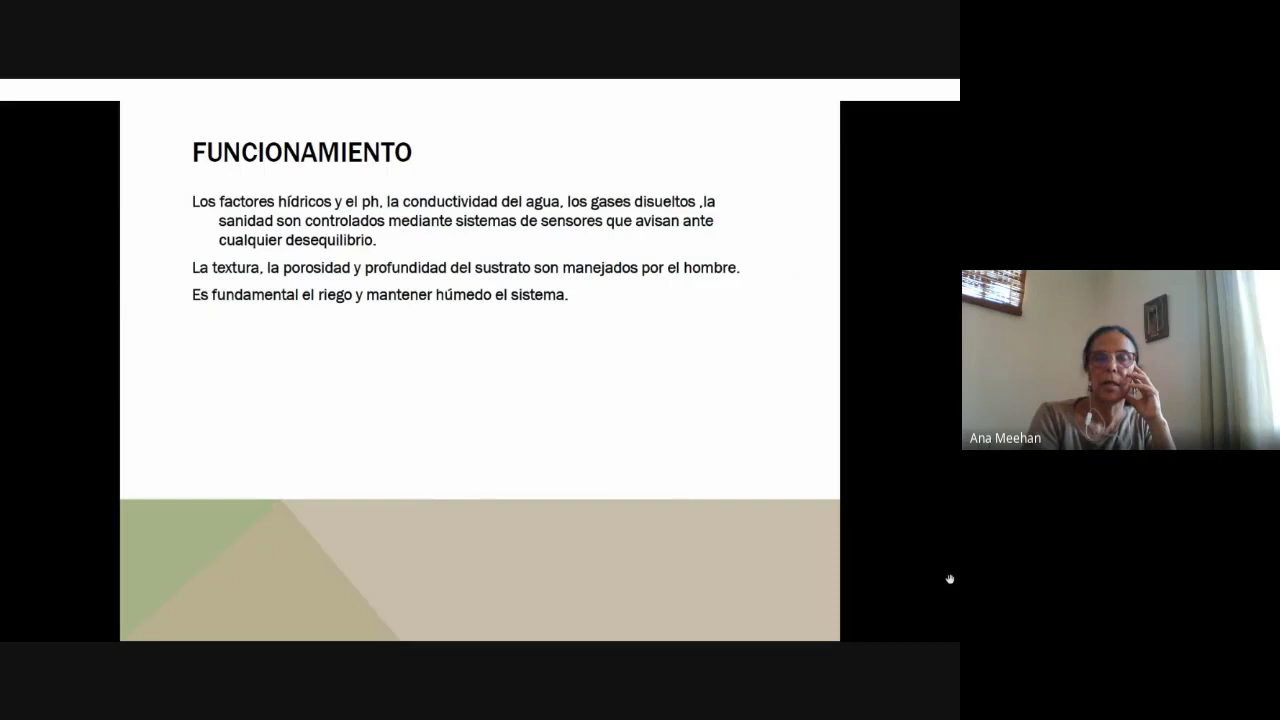 FUNCIONAMIENTO
Los factores hídricos y el ph, la conductividad del agua, los gases disueltos ,la
sanidad son controlados mediante sistemas de sensores que avisan ante
cualquier desequilibrio.
La textura, la porosidad y profundidad del sustrato son manejados por el hombre.
Es fundamental el riego y mantener húmedo el sistema.
Ana Meehan